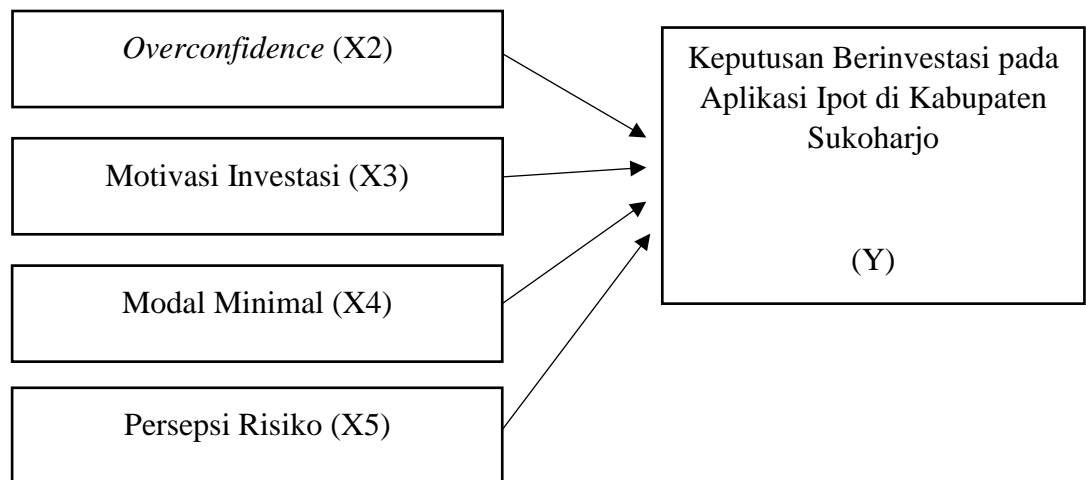 Overconfidence (X2)
Motivasi Investasi (X3)
Modal Minimal (X4)
Persepsi Risiko (X5)
Keputusan Berinvestasi pada
Aplikasi Ipot di Kabupaten
Sukoharjo
(Y)